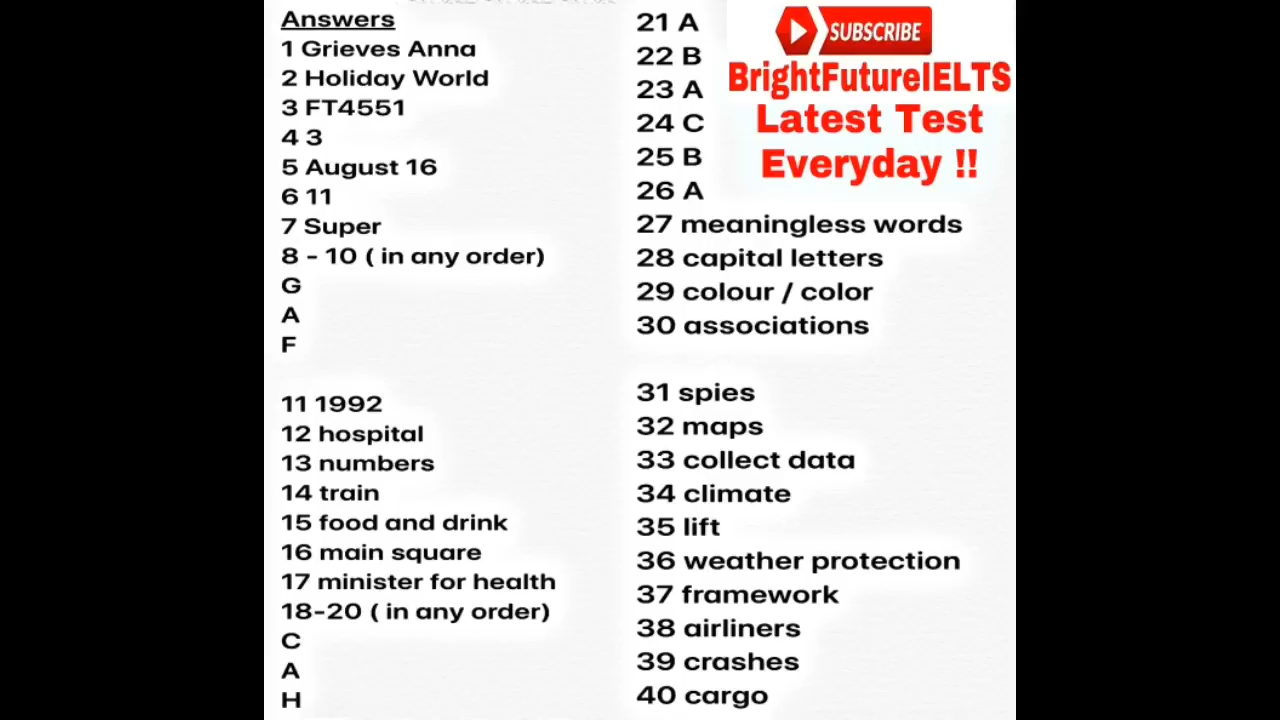 Answers
1 Grieves Anna
2 Holiday World
3 FT4551
4 3
5 August 16
6 11
7 Super
8 - 10 ( in any order)
G
A
F
11 1992
12 hospital
13 numbers
14 train
15 food and drink
16 main square
17 minister for health
18-20 ( in any order)
C
A
H
21 A
22 B
23 A
24 C
25 B
26 A
27 meaningless words
28 capital letters
29 colour / color
30 associations
31 spies
32 maps
33 collect data
34 climate
35 lift
36 weather protection
37 framework
38 airliners
39 crashes
40 cargo
SUBSCRIBE
BrightFutureIELTS
Latest Test
Everyday !!